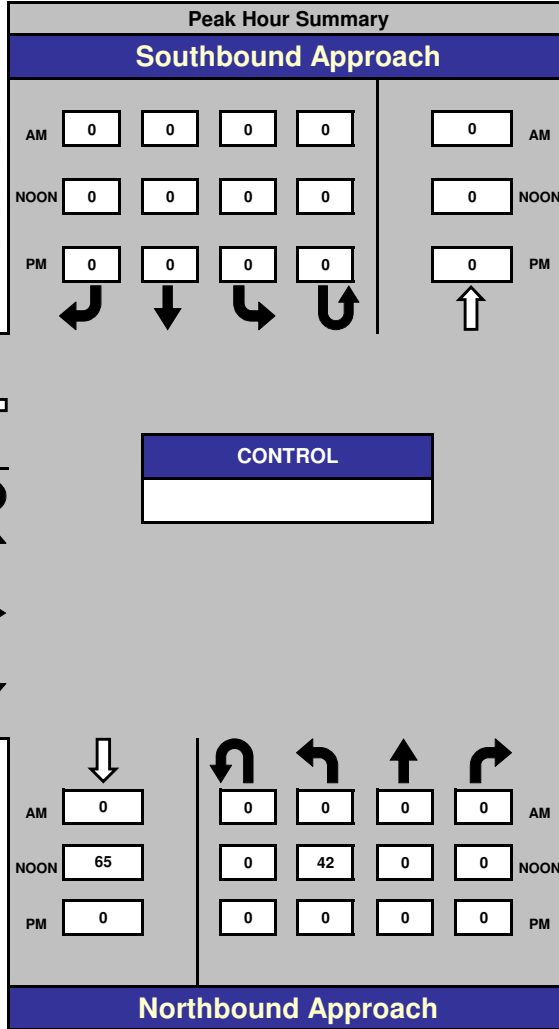 Peak Hour Summary
Southbound Approach
AM 0 0 0 0 0 AM
NOON 0 0 0 0 0 NOON
PM 0 0 0 0 0 PM
CONTROL
AM 0 0 0 0 0 AM
NOON 65 0 42 0 0 NOON
PM 0 0 0 0 0 PM
Northbound Approach